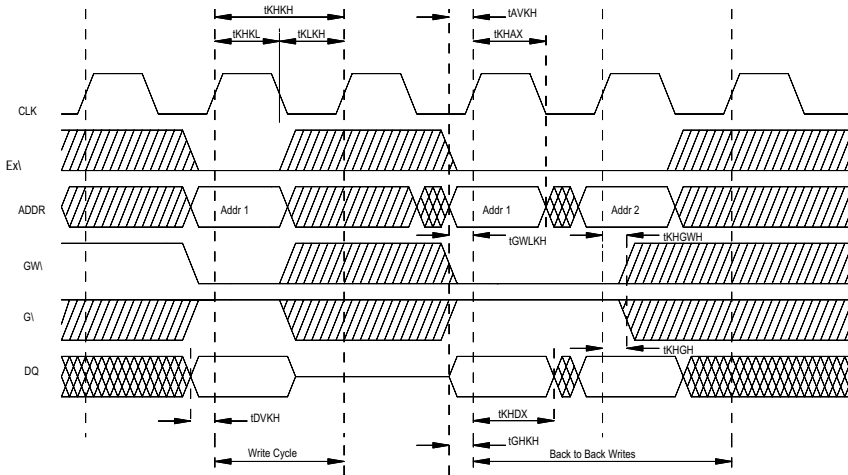 tKHKH
tAVKH
tKHKL
tKLKH
tKHAX
CLK
Ex\
ADDR
Addr 1
Addr 1
Addr 2
tGWLKH
tKHGWH
GW\
G\
tKHGH
DQ
tDVKH
tKHDX
tGHKH
Write Cycle
Back to Back Writes